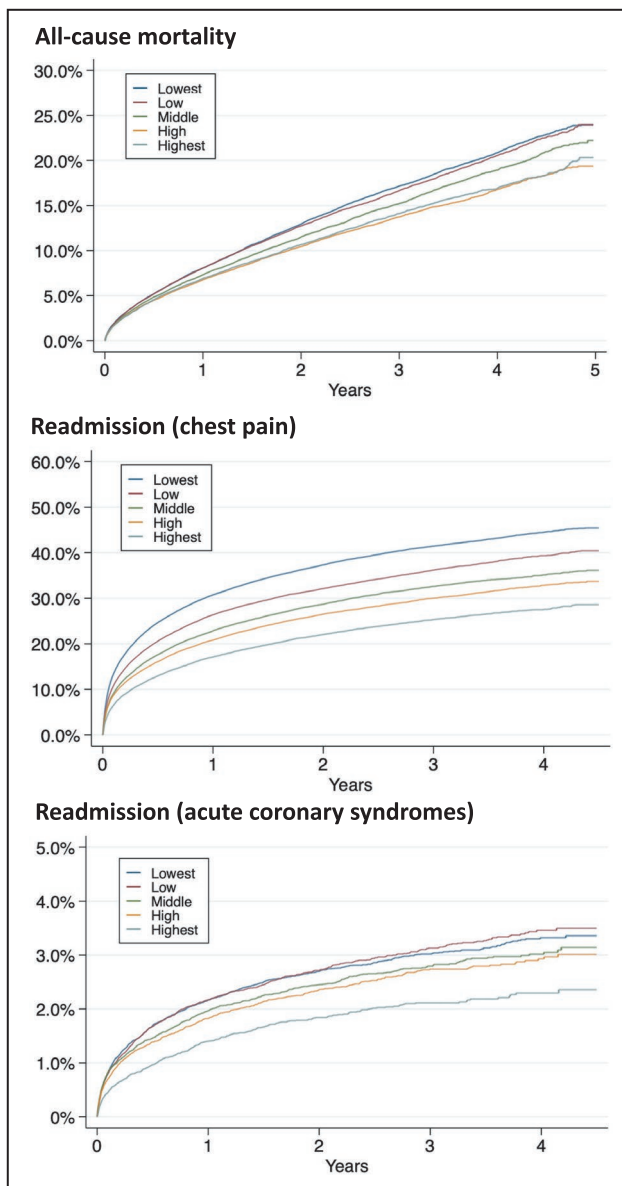 All-cause mortality
30.0%
25.0%
20.0%
15.0%
10.0%
5.0%
0.0%
Lowest
Low
Middle
High
Highest
0 1 2 3 4 5
Years
Readmission (chest pain)
60.0%
50.0%
40.0%
30.0%
20.0%
10.0%
0.0%
Lowest
Low
Middle
High
Highest
0 1 2 3 4
Years
Readmission (acute coronary syndromes)
5.0%
4.0%
3.0%
2.0%
1.0%
0%
Lowest
Low
Middle
High
Highest
0 1 2 3 4
Years